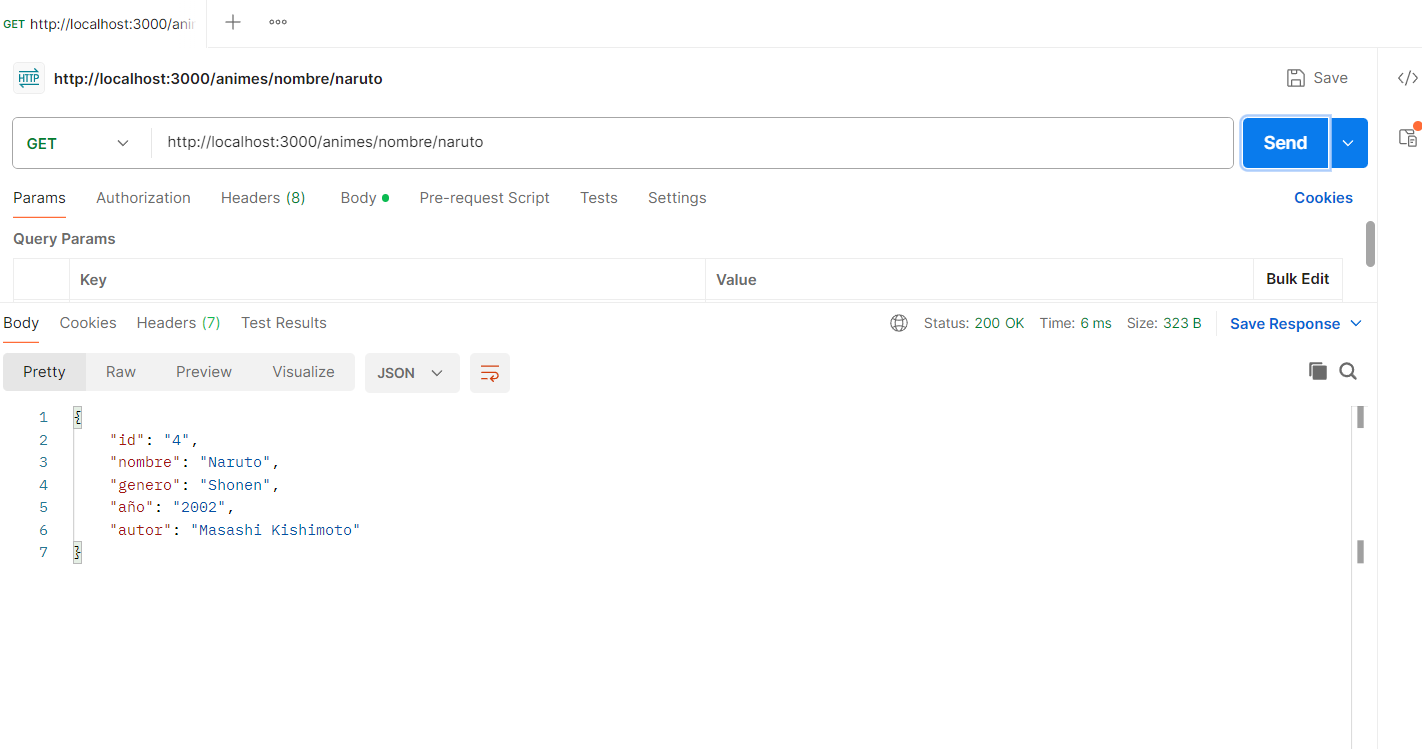 GET http://localhost:3000/ani
HTTP http://localhost:3000/animes/nombre/naruto Save </>
GET http://localhost:3000/animes/nombre/naruto Send
Params Authorization Headers (8) Body Pre-request Script Tests Settings Cookies
Query Params
Key Value Bulk Edit
Body Cookies Headers (7) Test Results Status: 200 OK Time: 6 ms Size: 323 B Save Response
Pretty Raw Preview Visualize JSON
1 {
2 "id": "4",
3 "nombre": "Naruto",
4 "genero": "Shonen",
5 "año": "2002",
6 "autor": "Masashi Kishimoto"
7 }